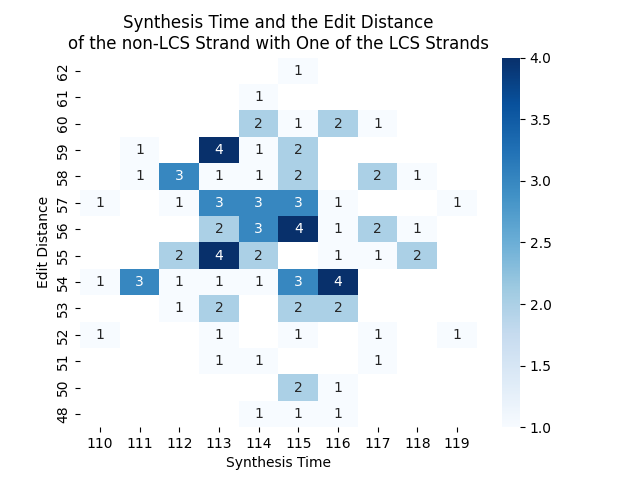 Synthesis Time and the Edit Distance
of the non-LCS Strand with One of the LCS Strands
62 1
61 1
60 2 1 2 1
59 1 4 1 2
58 1 3 1 1 2 2 1
57 1 1 3 3 3 1 1
56 2 3 4 1 2 1
55 2 4 2 1 1 2
54 1 3 1 1 1 3 4
53 1 2 2 2
52 1 1 1 1 1
51 1 1 1
50 2 1
48 1 1 1
110 111 112 113 114 115 116 117 118 119
Synthesis Time
Edit Distance
4.0
3.5
3.0
2.5
2.0
1.5
1.0